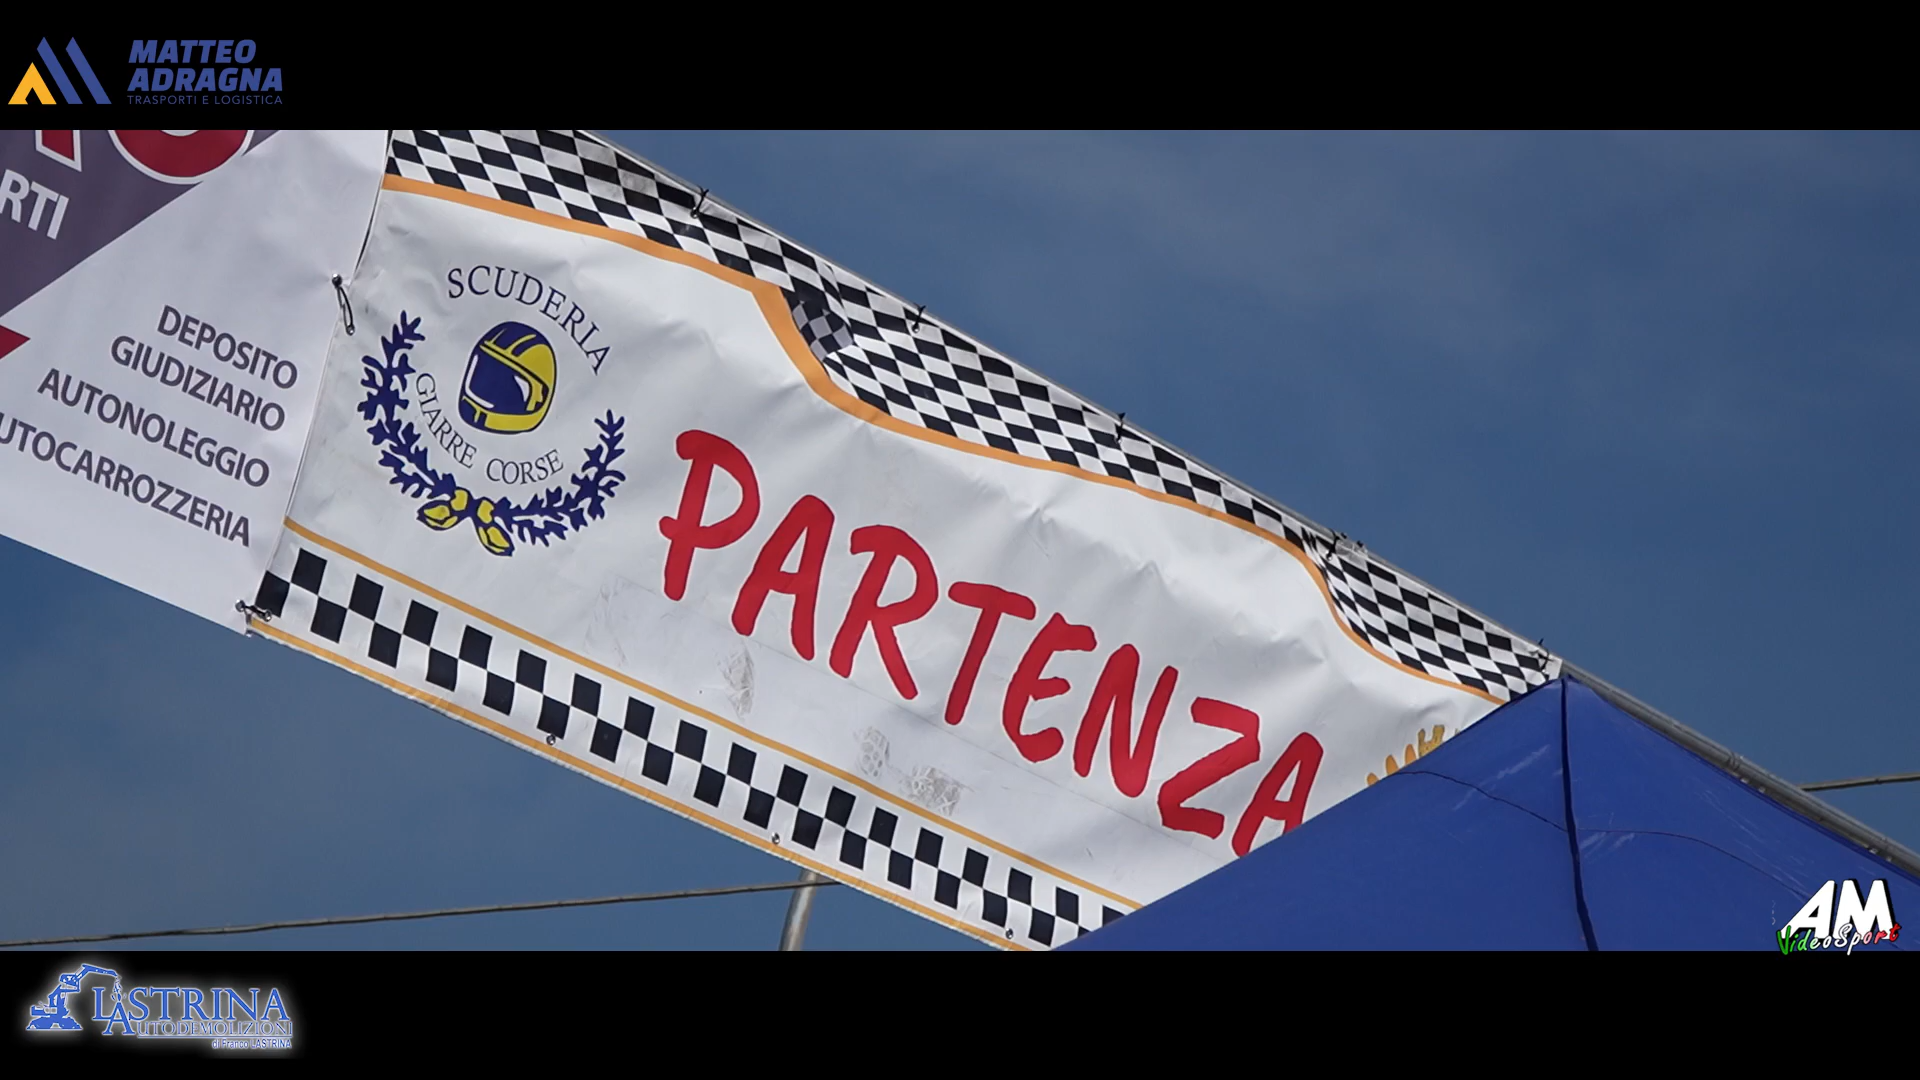 MATTEO
ADRAGNA
TRASPORTI E LOGISTICA
RTI
DEPOSITO
GIUDIZIARIO
AUTONOLEGGIO
UTOCARROZZERIA
SCUDERIA
GIARRE CORSE
PARTENZA
AM
VideoSport
LASTRINA
AUTODEMOLIZIONI
di Franco LASTRINA